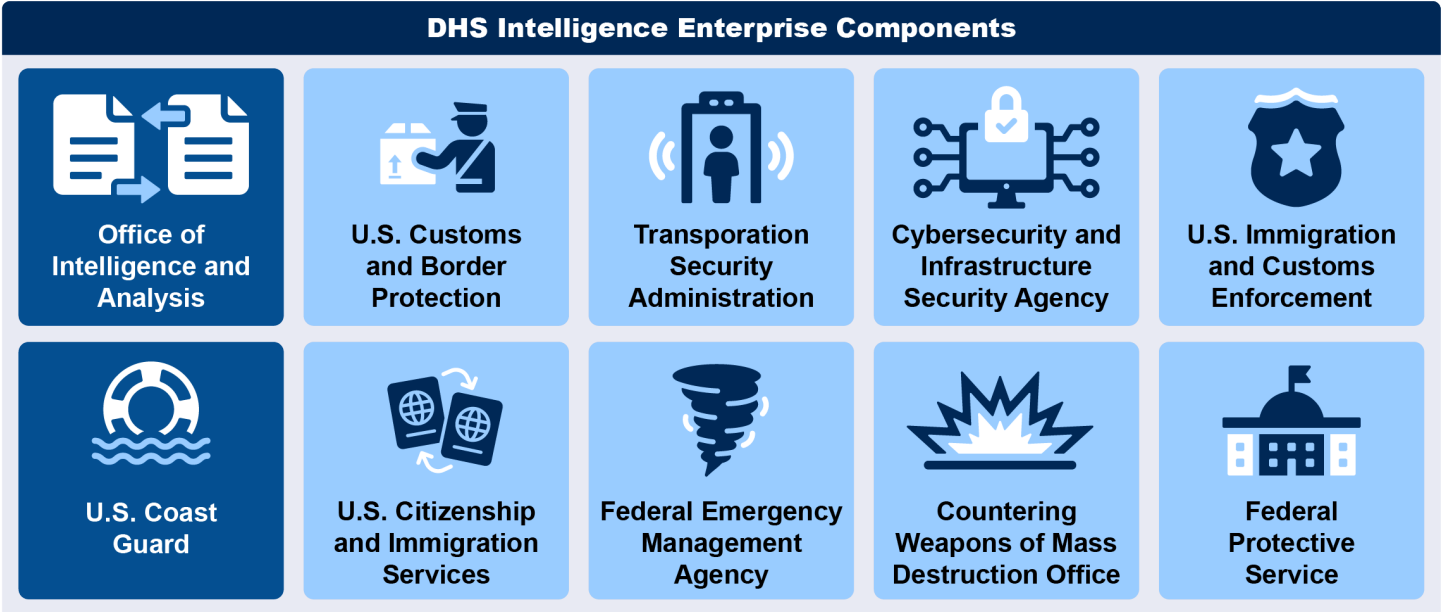 DHS Intelligence Enterprise Components
Office of
Intelligence and
Analysis
U.S. Customs
and Border
Protection
Transporation
Security
Administration
Cybersecurity and
Infrastructure
Security Agency
U.S. Immigration
and Customs
Enforcement
U.S. Coast
Guard
U.S. Citizenship
and Immigration
Services
Federal Emergency
Management
Agency
Countering
Weapons of Mass
Destruction Office
Federal
Protective
Service